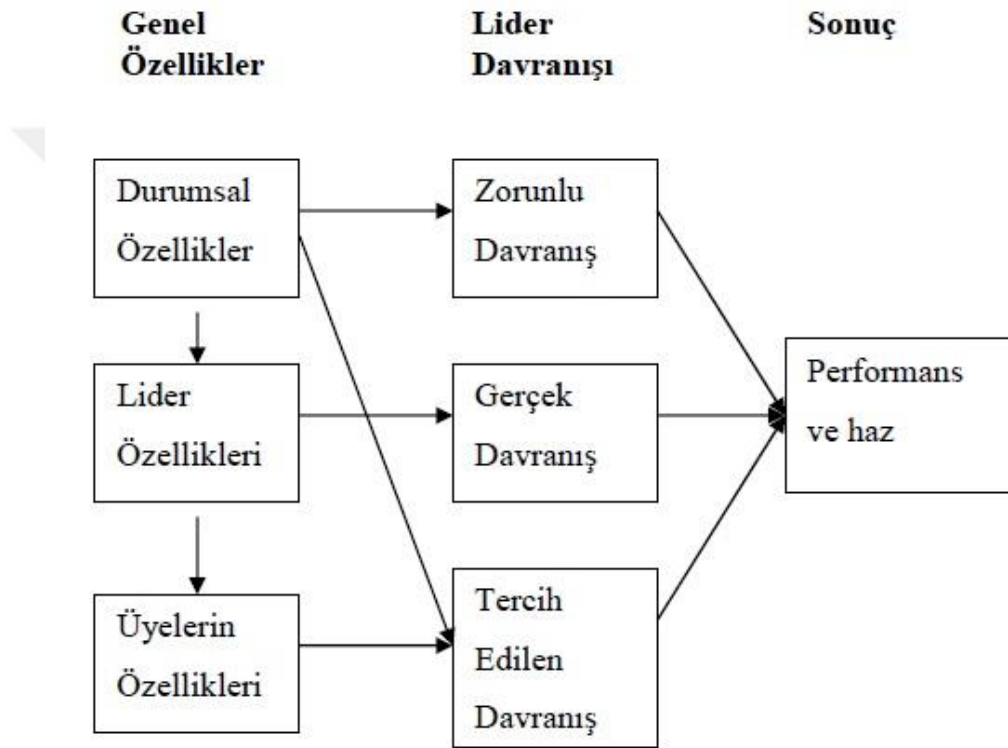 Genel
Özellikler
Lider
Davranışı
Sonuç
Durumsal
Özellikler
Zorunlu
Davranış
Lider
Özellikleri
Gerçek
Davranış
Performans
ve haz
Üyelerin
Özellikleri
Tercih
Edilen
Davranış